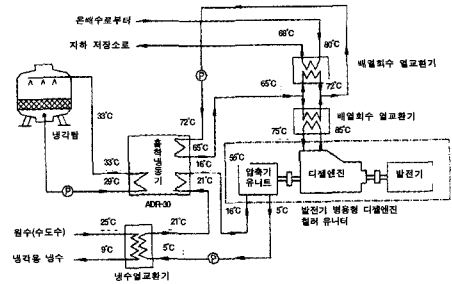 온배수로부터
68℃
80℃
지하 저장소로
배열회수 열교환기
65℃
72℃
33℃
배열회수 열교환기
72℃
75℃
85℃
냉각탑
흡착냉동기
65℃
16℃
55℃
33℃
21℃
압축기
유니트
디젤엔진
발전기
29℃
P
ADR-30
16℃
5℃
발전기 병용형 디젤엔진
칠러 유니터
25℃
21℃
원수(수도수)
9℃
5℃
냉각용 냉수
P
냉수열교환기
P